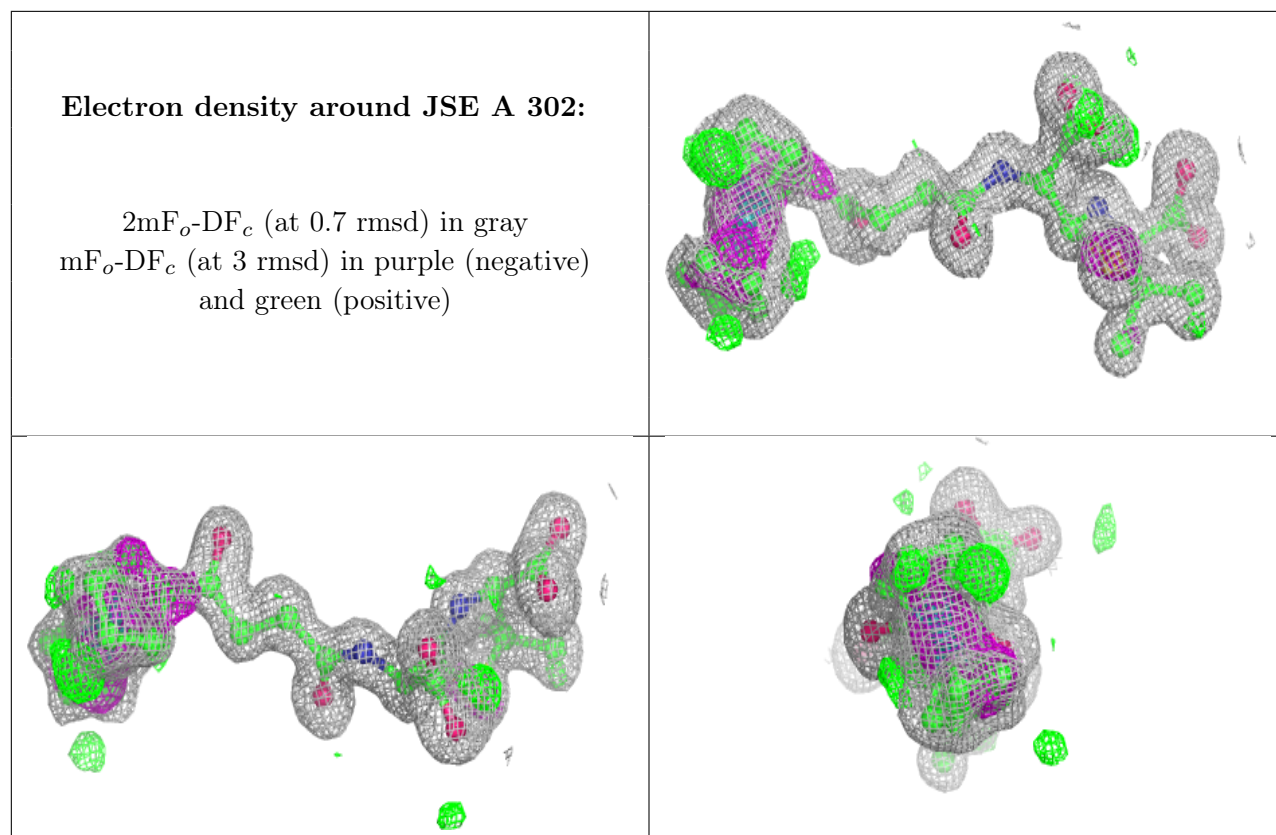 Electron density around JSE A 302:
2mFo-DFc (at 0.7 rmsd) in gray
mFo-DFc (at 3 rmsd) in purple (negative)
and green (positive)